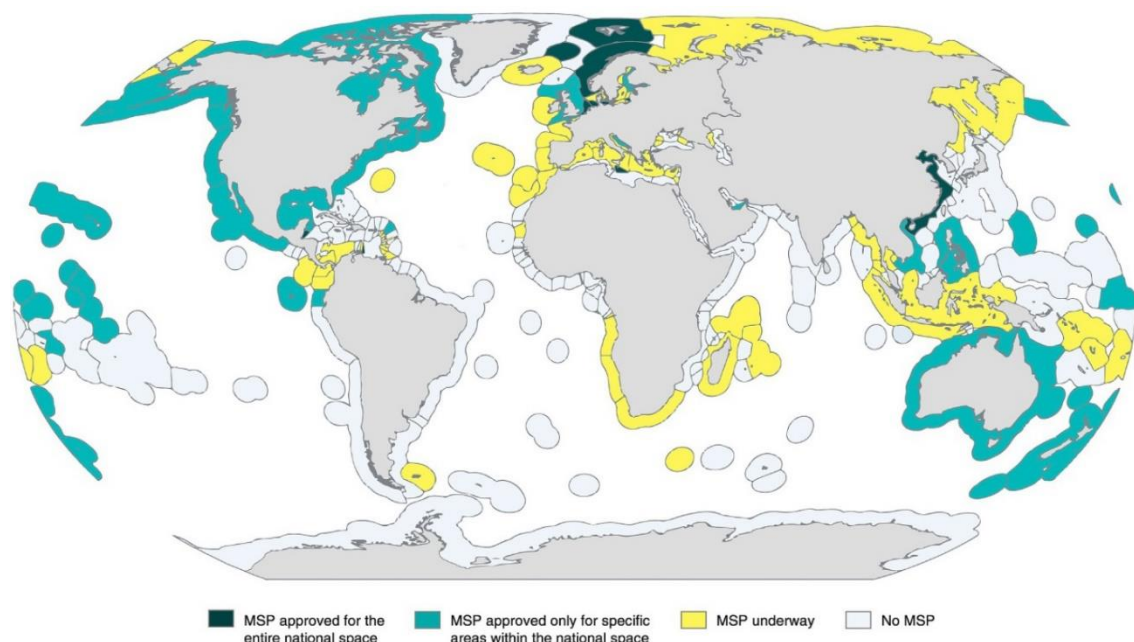 MSP approved for the
entire national space
MSP approved only for specific
areas within the national space
MSP underway
No MSP